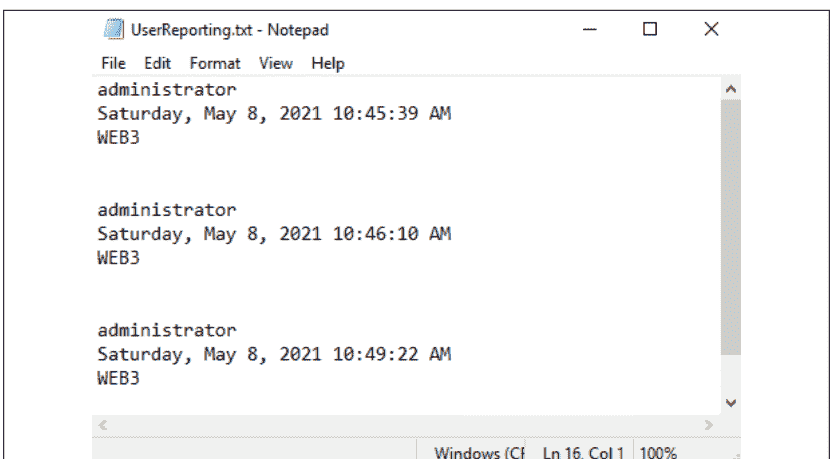 UserReporting.txt - Notepad
File Edit Format View Help
administrator
Saturday, May 8, 2021 10:45:39 AM
WEB3
administrator
Saturday, May 8, 2021 10:46:10 AM
WEB3
administrator
Saturday, May 8, 2021 10:49:22 AM
WEB3
Windows (CF Ln 16, Col 1 100%